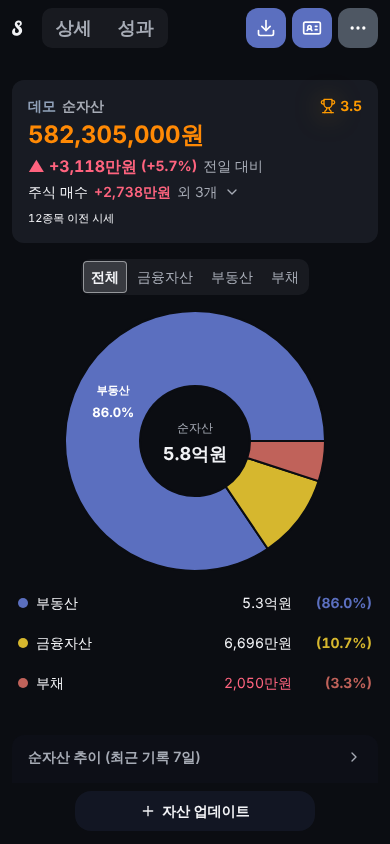 상세 성과
데모 순자산 3.5
582,305,000원
▲ +3,118만원 (+5.7%) 전일 대비
주식 매수 +2,738만원 외 3개
12종목 이전 시세
전체 금융자산 부동산 부채
부동산
86.0%
순자산
5.8억원
부동산 5.3억원 (86.0%)
금융자산 6,696만원 (10.7%)
부채 2,050만원 (3.3%)
순자산 추이 (최근 기록 7일)
+ 자산 업데이트